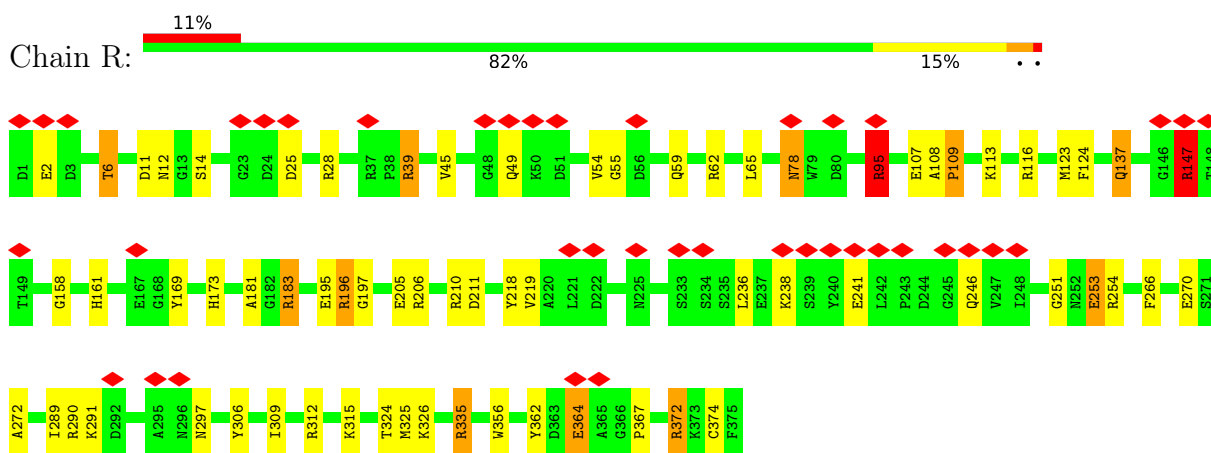 11%
Chain R:
82% 15% • •
D1 E2 D3 T6 D11 N12 G13 S14 G23 D24 D25 R28 R37 P38 R39 V45 G48 Q49 K50 D51 V54 G55 D56 Q59 R62 L65 N78 W79 D80 R95 E107 A108 P109 K113 R116 M123 F124 Q137 G146 R147 T148
T149 G158 H161 E167 G168 Y169 H173 A181 G182 R183 E195 R196 G197 E205 R206 R210 D211 Y218 V219 A220 L221 D222 N225 S233 S234 S235 L236 E237 K238 S239 Y240 E241 L242 P243 D244 G245 Q246 V247 I248 G251 N252 E253 R254 F266 E270 S271
A272 I289 R290 K291 D292 A295 N296 N297 Y306 I309 R312 K315 T324 M325 K326 R335 W356 Y362 D363 E364 A365 G366 P367 R372 K373 C374 F375